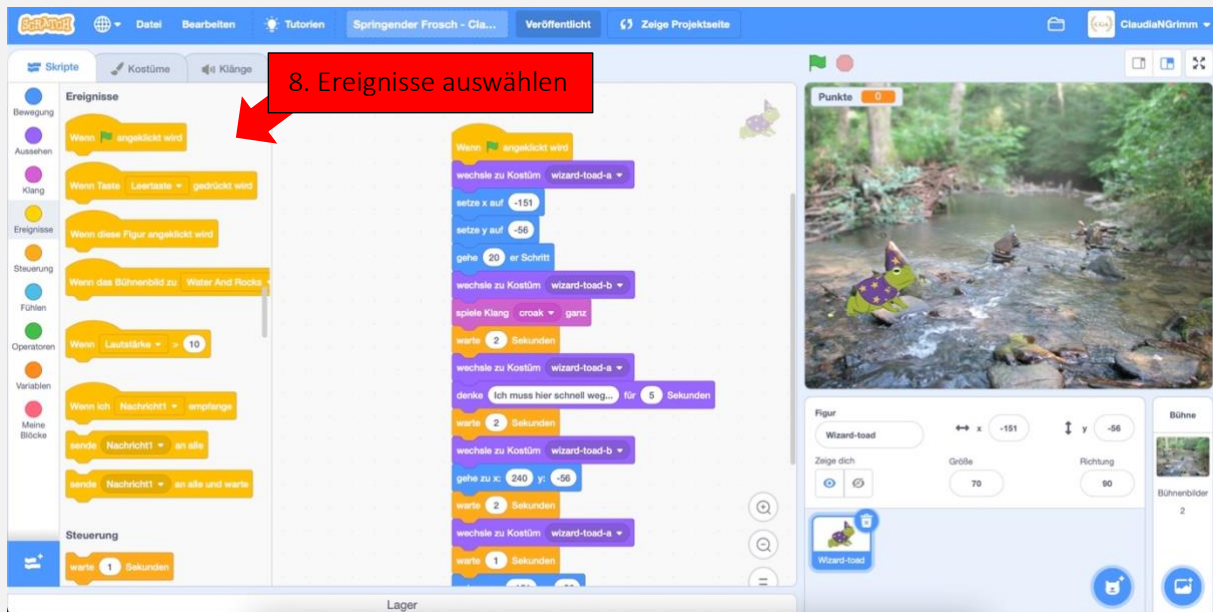 SCRATCH
Datei
Bearbeiten
Tutorien
Springender Frosch - Cla...
Veröffentlicht
Zeige Projektseite
ClaudiaNGrimm
Skripte
Kostüme
Klänge
8. Ereignisse auswählen
Bewegung
Aussehen
Klang
Ereignisse
Steuerung
Fühlen
Operatoren
Variablen
Meine
Blöcke
Ereignisse
Wenn angeklickt wird
Wenn Taste Leertaste gedrückt wird
Wenn diese Figur angeklickt wird
Wenn das Bühnenbild zu Water And Rocks
Wenn Lautstärke > 10
Wenn ich Nachricht1 empfange
sende Nachricht1 an alle
sende Nachricht1 an alle und warte
Steuerung
warte 1 Sekunden
Wenn angeklickt wird
wechsle zu Kostüm wizard-toad-a
setze x auf -151
setze y auf -56
gehe 20 er Schritt
wechsle zu Kostüm wizard-toad-b
spiele Klang croak ganz
warte 2 Sekunden
wechsle zu Kostüm wizard-toad-a
denke Ich muss hier schnell weg... für 5 Sekunden
warte 2 Sekunden
wechsle zu Kostüm wizard-toad-b
gehe zu x: 240 y: -56
warte 2 Sekunden
wechsle zu Kostüm wizard-toad-a
warte 1 Sekunden
Lager
Punkte 0
Figur
Wizard-toad
x -151
y -56
Zeige dich
Größe
70
Richtung
90
Wizard-toad
Bühne
Bühnenbilder
2